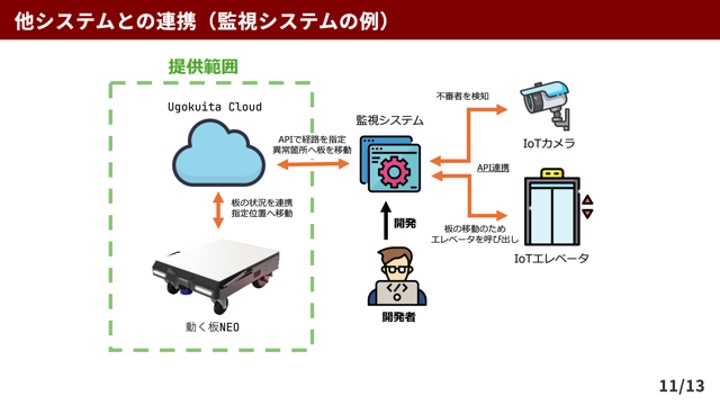 他システムとの連携（監視システムの例）
提供範囲
Ugokuita Cloud
APIで経路を指定
異常箇所へ板を移動
板の状況を連携
指定位置へ移動
動く板NEO
監視システム
開発
開発者
不審者を検知
IoTカメラ
API連携
板の移動のため
エレベータを呼び出し
IoTエレベータ
11/13